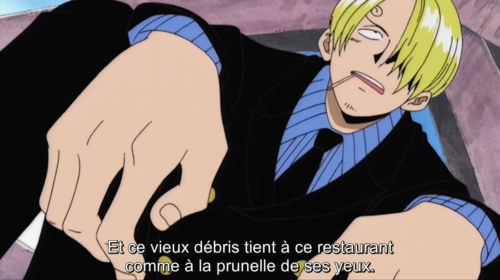 Et ce vieux débris tient à ce restaurant
comme à la prunelle de ses yeux.